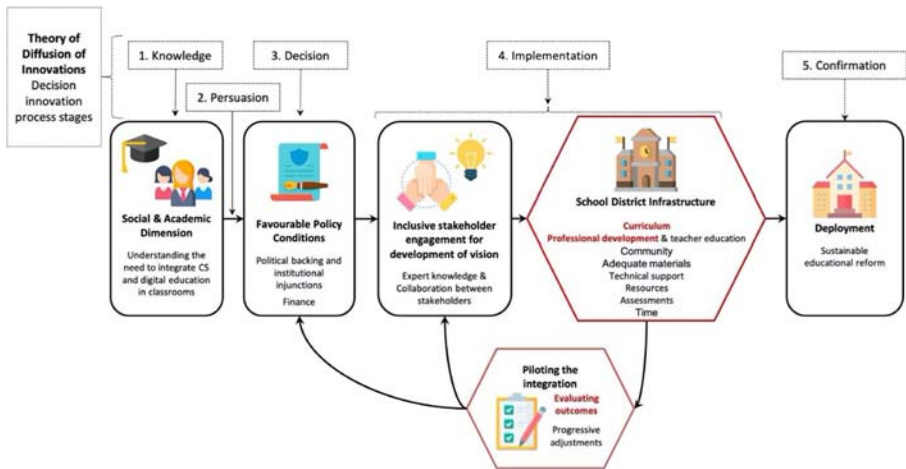 Theory of
Diffusion of
Innovations
Decision
innovation
process stages
1. Knowledge
2. Persuasion
3. Decision
4. Implementation
5. Confirmation
Social & Academic
Dimension
Understanding the
need to integrate CS
and digital education
in classrooms
Favourable Policy
Conditions
Political backing and
institutional
injunctions
Finance
Inclusive stakeholder
engagement for
development of vision
Expert knowledge &
Collaboration between
stakeholders
School District Infrastructure
Curriculum
Professional development & teacher education
Community
Adequate materials
Technical support
Resources
Assessments
Time
Deployment
Sustainable
educational reform
Piloting the
integration
Evaluating
outcomes
Progressive
adjustments